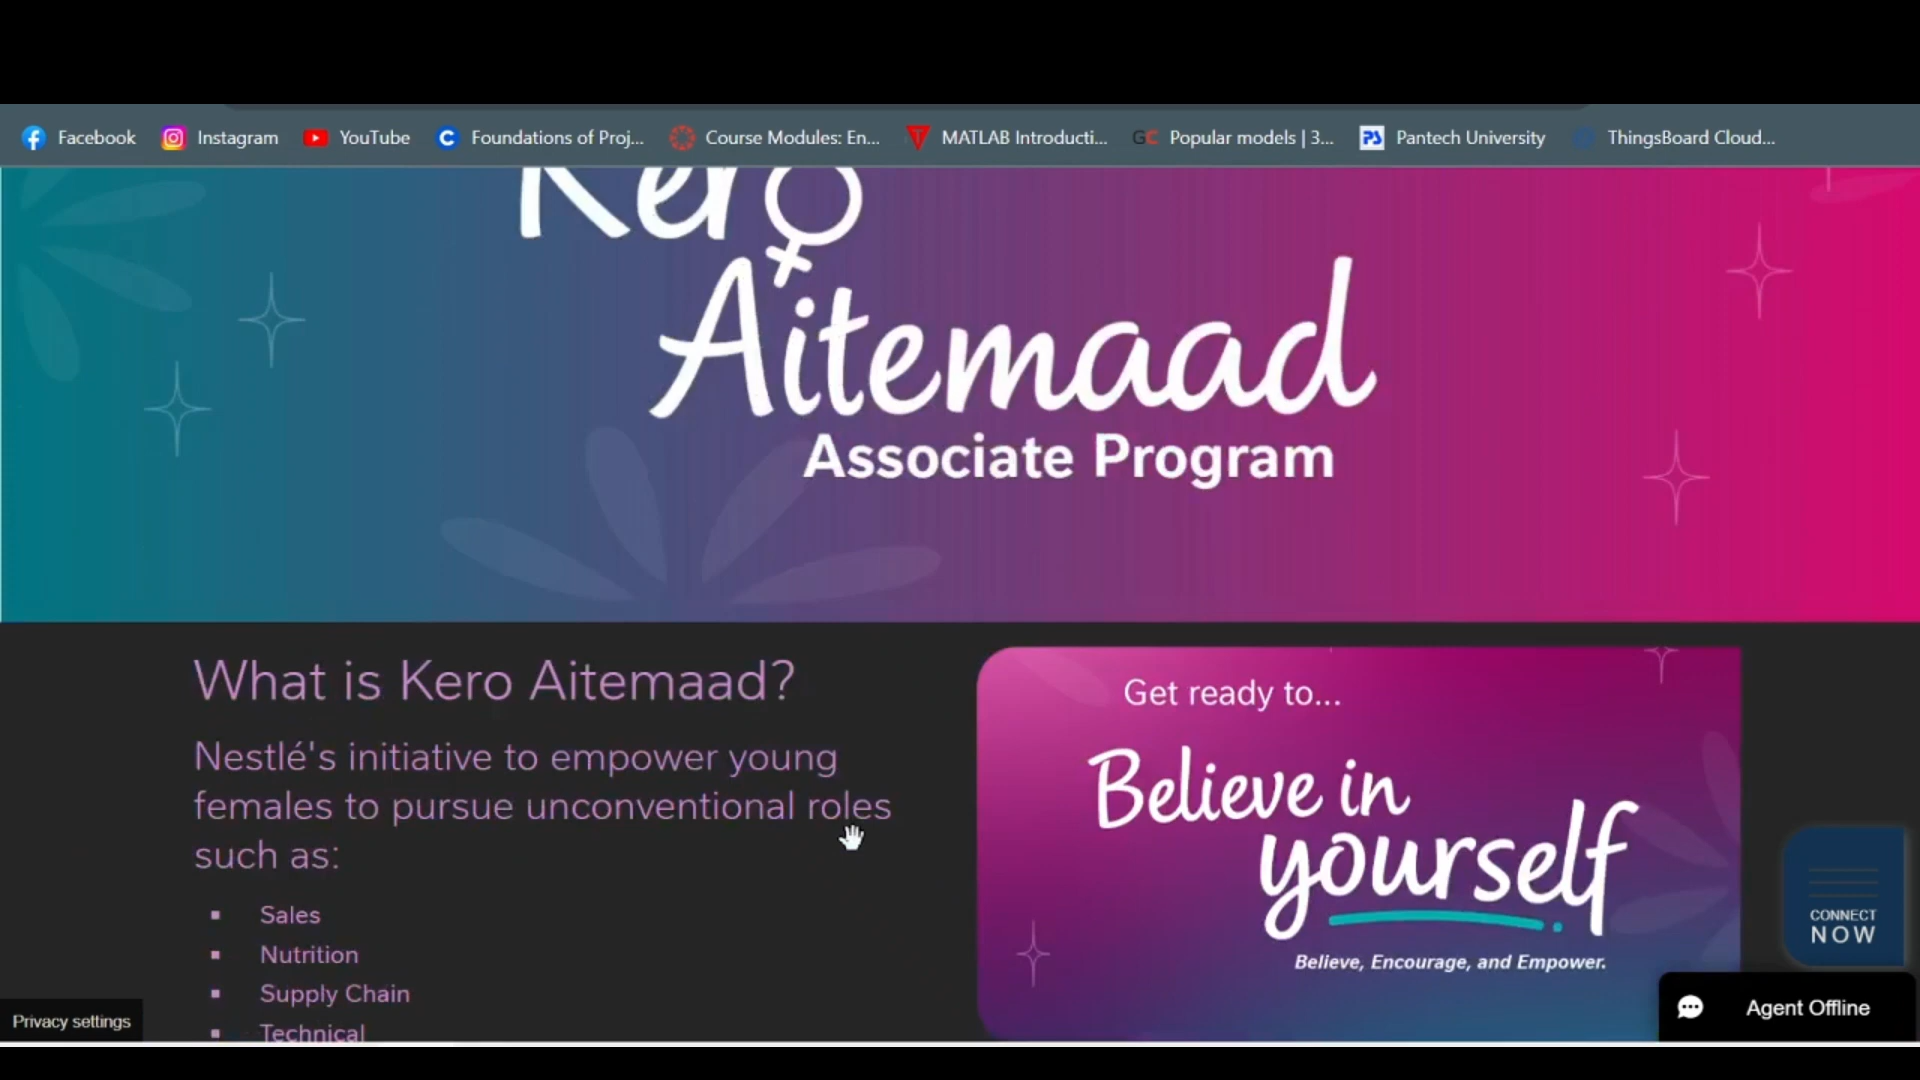 Facebook Instagram YouTube Foundations of Proj... Course Modules: En... MATLAB Introducti... GC Popular models | 3... PS Pantech University ThingsBoard Cloud...
Kero
Aitemaad
Associate Program
What is Kero Aitemaad?
Nestlé's initiative to empower young
females to pursue unconventional roles
such as:
▪ Sales
▪ Nutrition
▪ Supply Chain
▪ Technical
Get ready to...
Believe in
yourself
Believe, Encourage, and Empower.
CONNECT
NOW
Agent Offline
Privacy settings